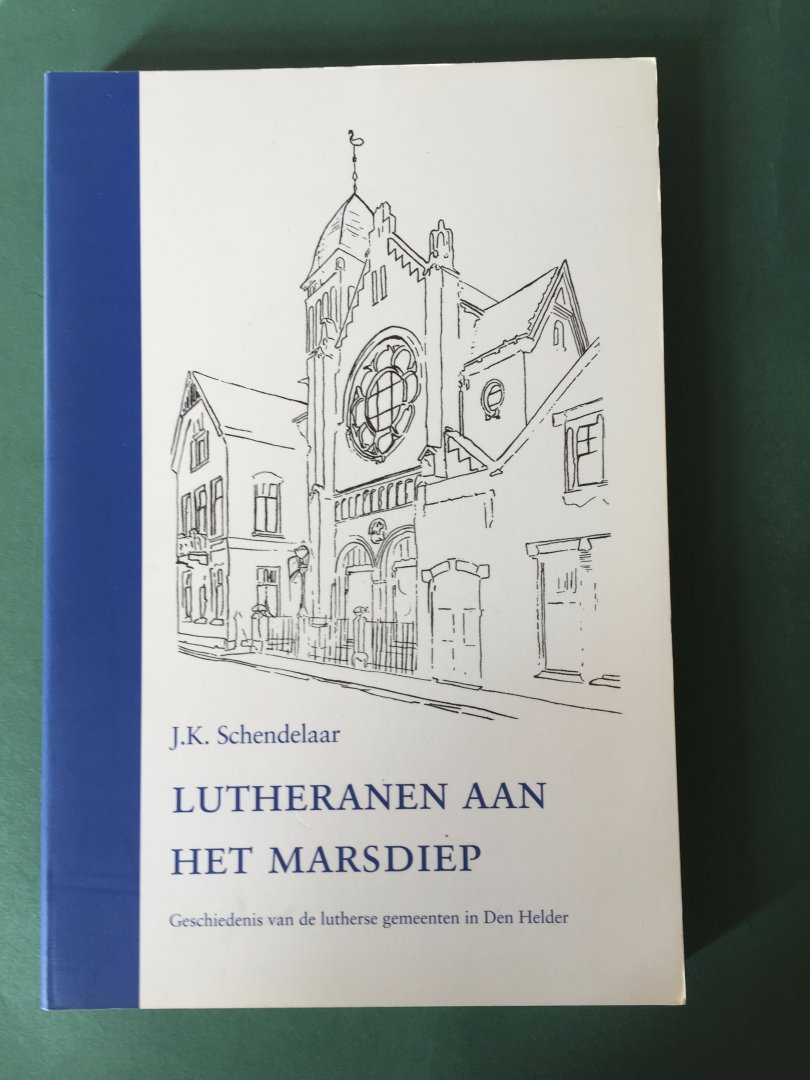 J.K. Schendelaar
LUTHERANEN AAN
HET MARSDIEP
Geschiedenis van de lutherse gemeenten in Den Helder